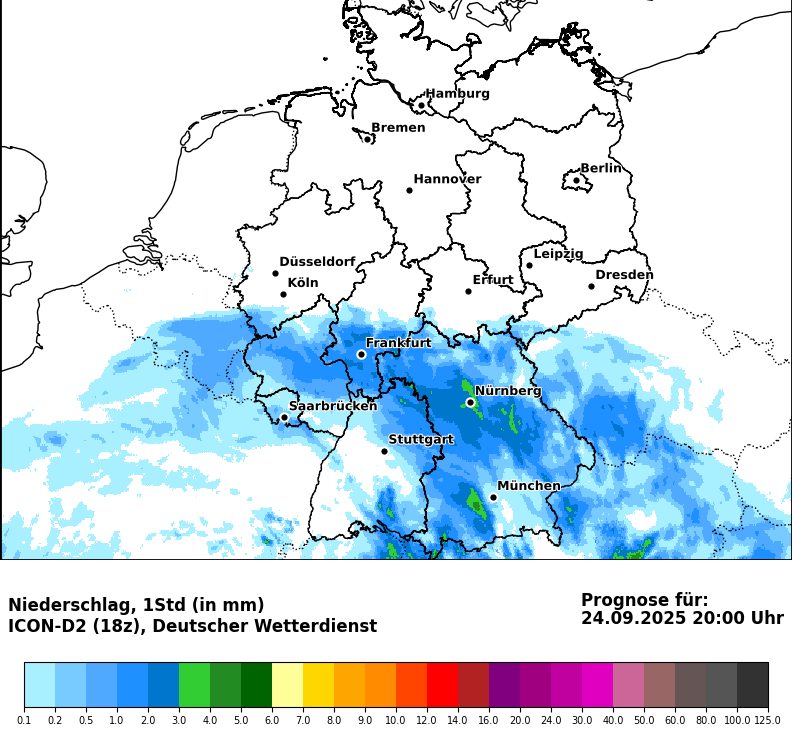 Hamburg
Bremen
Berlin
Hannover
Leipzig
Düsseldorf
Dresden
Köln
Erfurt
Frankfurt
Nürnberg
Saarbrücken
Stuttgart
München
Niederschlag, 1Std (in mm)
ICON-D2 (18z), Deutscher Wetterdienst
Prognose für:
24.09.2025 20:00 Uhr
0.1 0.2 0.5 1.0 2.0 3.0 4.0 5.0 6.0 7.0 8.0 9.0 10.0 12.0 14.0 16.0 20.0 24.0 30.0 40.0 50.0 60.0 80.0 100.0 125.0